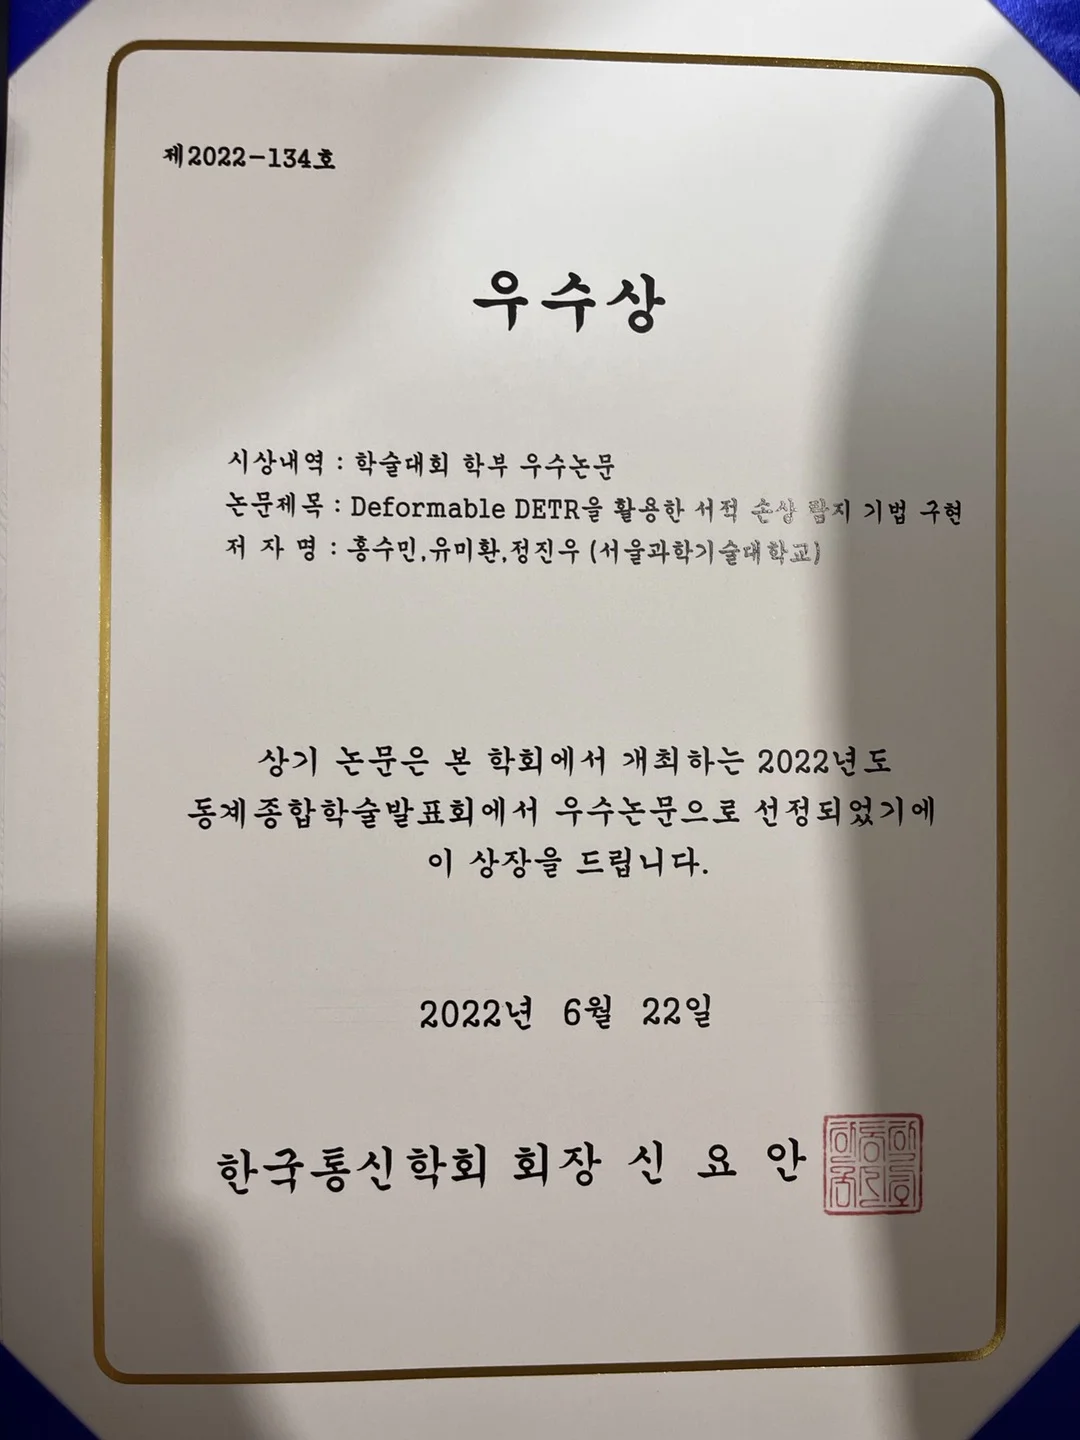 제2022-134호
우수상
시상내역 : 학술대회 학부 우수논문
논문제목 : Deformable DETR을 활용한 서적 손상 탐지 기법 구현
저 자 명 : 홍수민,유미환,정진우 (서울과학기술대학교)
상기 논문은 본 학회에서 개최하는 2022년도
동계종합학술발표회에서 우수논문으로 선정되었기에
이 상장을 드립니다.
2022년 6월 22일
한국통신학회 회장 신 요 안